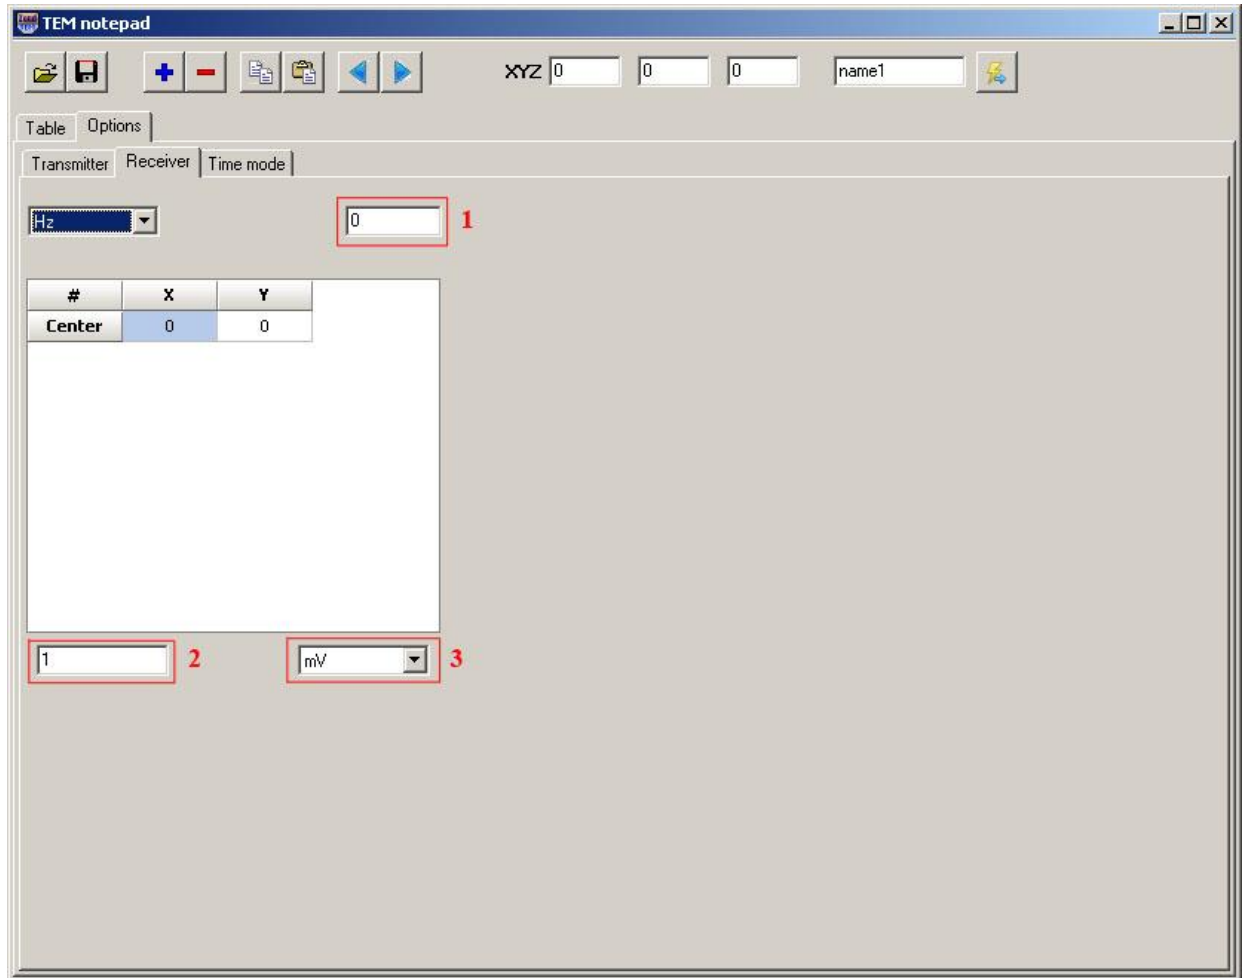 TEM notepad
XYZ 0 0 0 name1
Table Options
Transmitter Receiver Time mode
Hz 0 1
# X Y
Center 0 0
1 2 mV 3